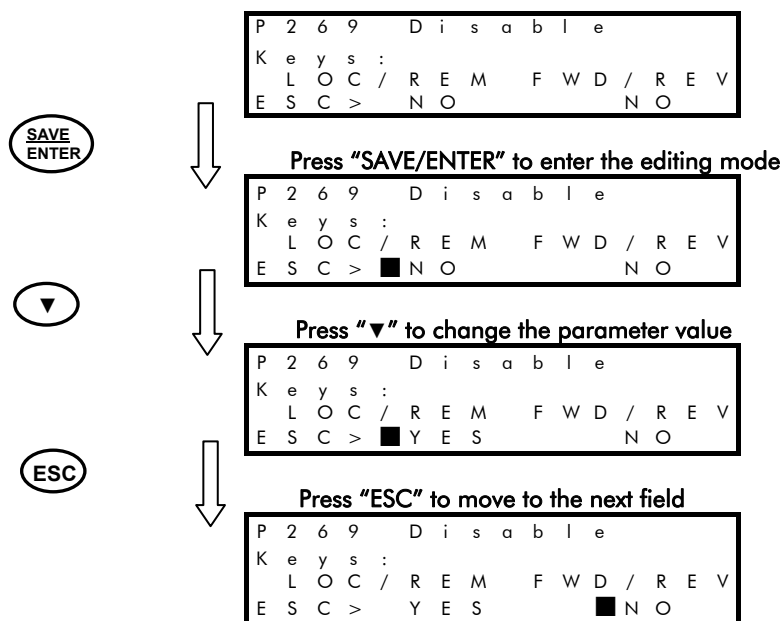 P269 Disable
Keys:
LOC/REM FWD/REV
ESC> NO NO
SAVE
ENTER
Press “SAVE/ENTER” to enter the editing mode
P269 Disable
Keys:
LOC/REM FWD/REV
ESC> ■NO NO
▼
Press “▼” to change the parameter value
P269 Disable
Keys:
LOC/REM FWD/REV
ESC> ■YES NO
ESC
Press “ESC” to move to the next field
P269 Disable
Keys:
LOC/REM FWD/REV
ESC> YES ■NO